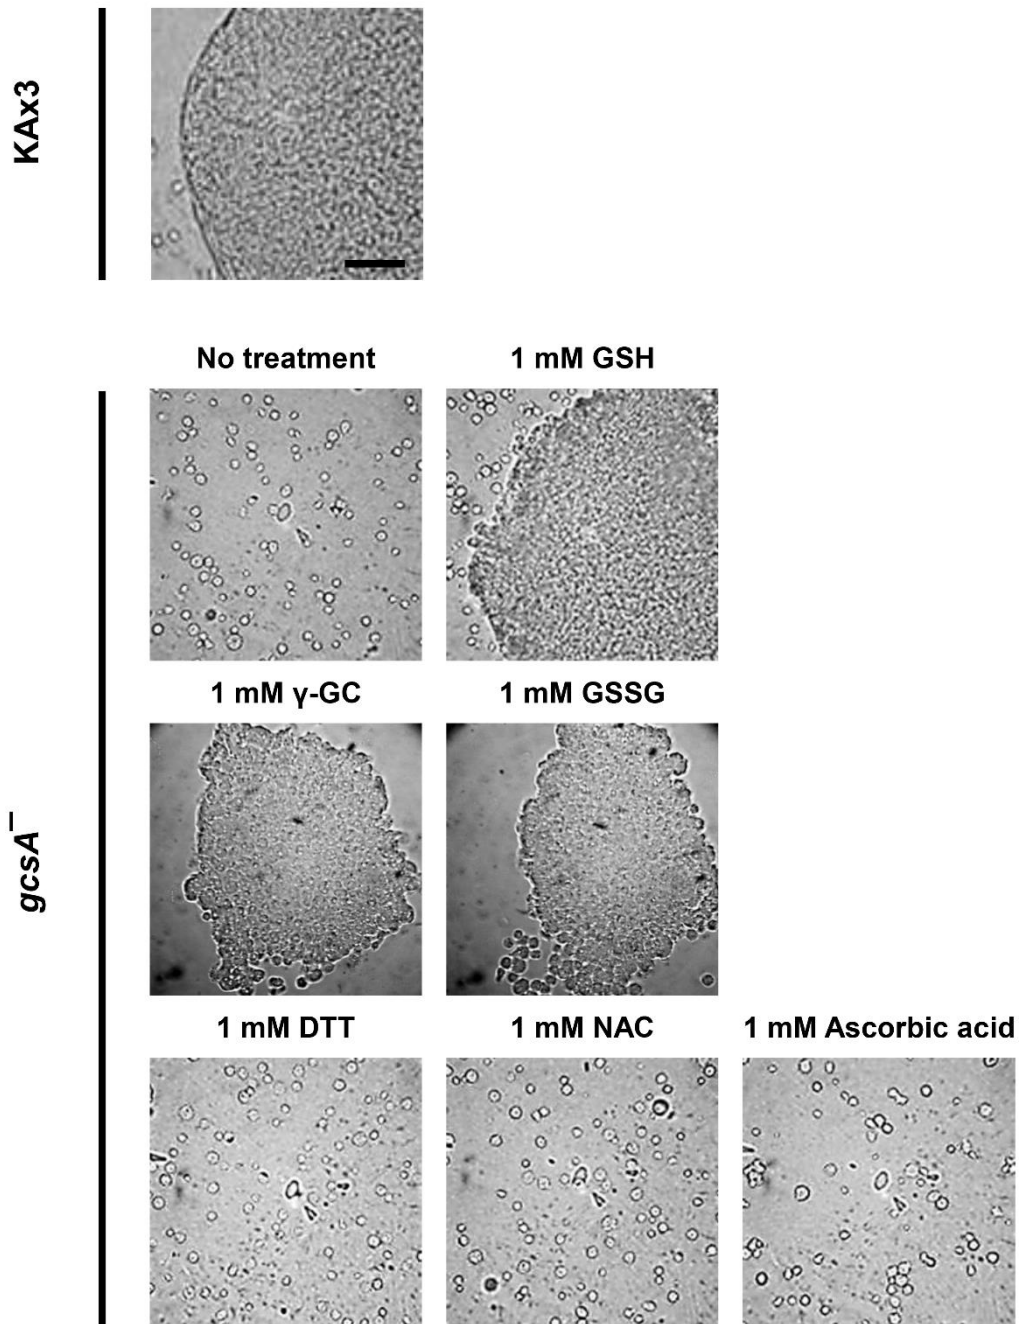 KAx3
No treatment
1 mM GSH
gcsA⁻
1 mM γ-GC
1 mM GSSG
1 mM DTT
1 mM NAC
1 mM Ascorbic acid